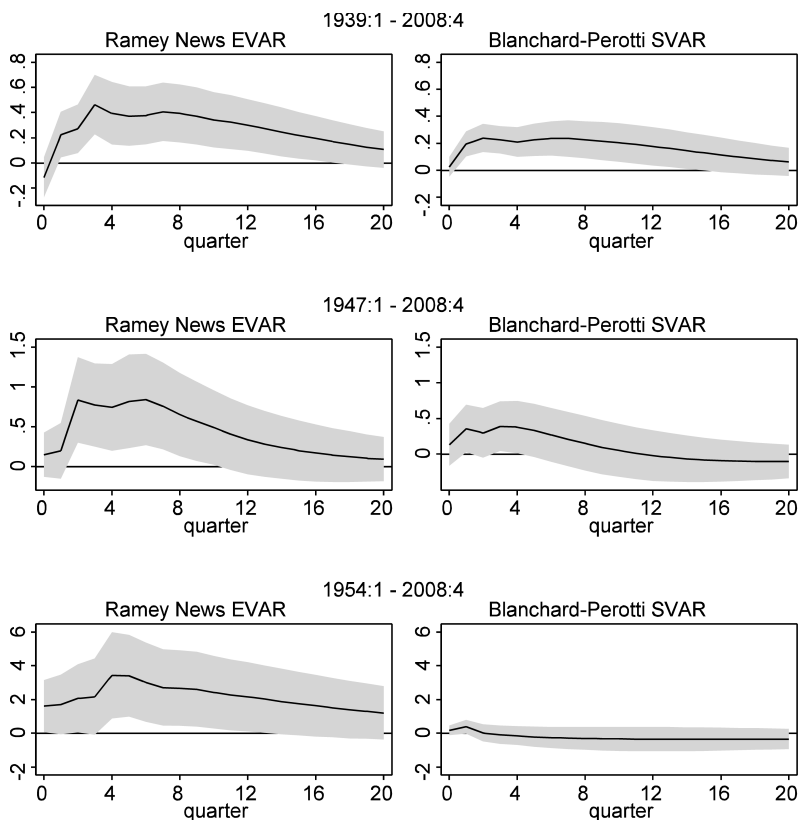 1939:1 - 2008:4
Ramey News EVAR Blanchard-Perotti SVAR
.8 .8
.6 .6
.4 .4
.2 .2
0 0
-.2 -.2
0 4 8 12 16 20 0 4 8 12 16 20
quarter quarter
1947:1 - 2008:4
Ramey News EVAR Blanchard-Perotti SVAR
1.5 1.5
1 1
.5 .5
0 0
0 4 8 12 16 20 0 4 8 12 16 20
quarter quarter
1954:1 - 2008:4
Ramey News EVAR Blanchard-Perotti SVAR
6 6
4 4
2 2
0 0
-2 -2
0 4 8 12 16 20 0 4 8 12 16 20
quarter quarter